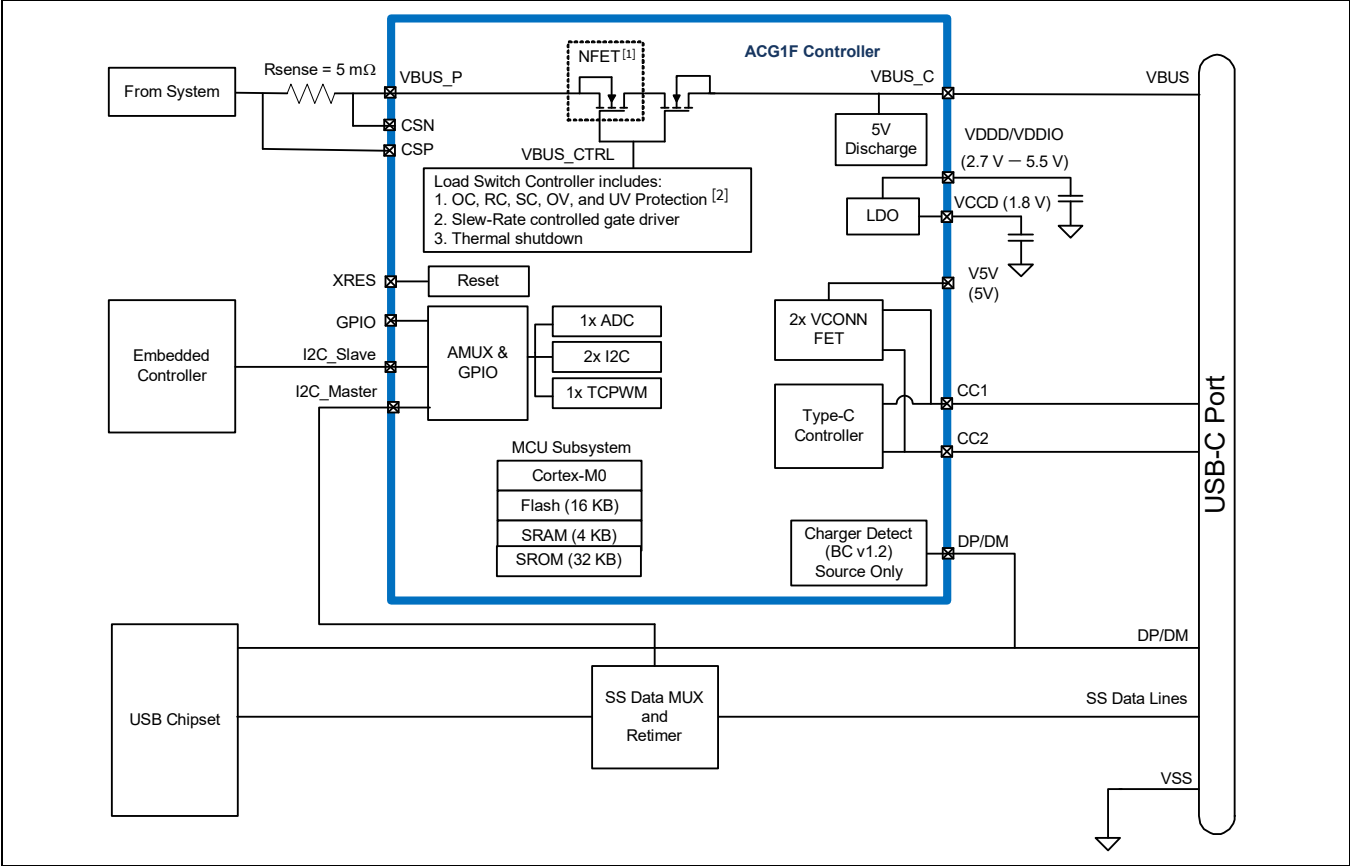 ACG1F Controller
NFET [1]
Rsense = 5 mΩ
From System
VBUS_P
VBUS_C
VBUS
CSN
CSP
5V
Discharge
VDDD/VDDIO
(2.7 V – 5.5 V)
VBUS_CTRL
Load Switch Controller includes:
1. OC, RC, SC, OV, and UV Protection [2]
2. Slew-Rate controlled gate driver
3. Thermal shutdown
LDO
VCCD (1.8 V)
XRES
Reset
V5V
(5V)
GPIO
I2C_Slave
I2C_Master
Embedded
Controller
AMUX &
GPIO
1x ADC
2x I2C
1x TCPWM
2x VCONN
FET
Type-C
Controller
CC1
CC2
USB-C Port
MCU Subsystem
Cortex-M0
Flash (16 KB)
SRAM (4 KB)
SROM (32 KB)
Charger Detect
(BC v1.2)
Source Only
DP/DM
DP/DM
USB Chipset
SS Data MUX
and
Retimer
SS Data Lines
VSS